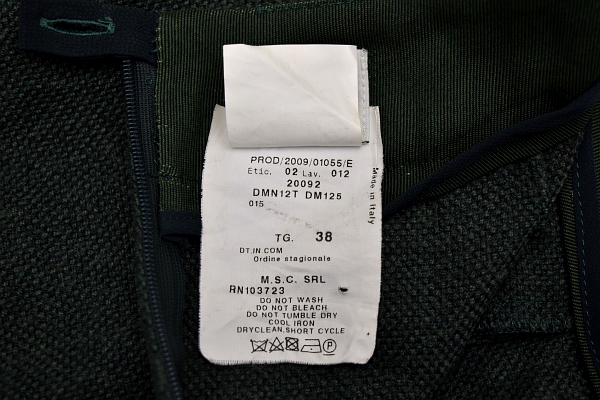 PROD/2009/01055/E
Etic. 02 Lav. 012
20092
DMN12T DM125
015
Made in Italy
TG. 38
DT.IN.COM
Ordine stagionale
M.S.C. SRL
RN103723
DO NOT WASH
DO NOT BLEACH
DO NOT TUMBLE DRY
COOL IRON
DRYCLEAN,SHORT CYCLE
P